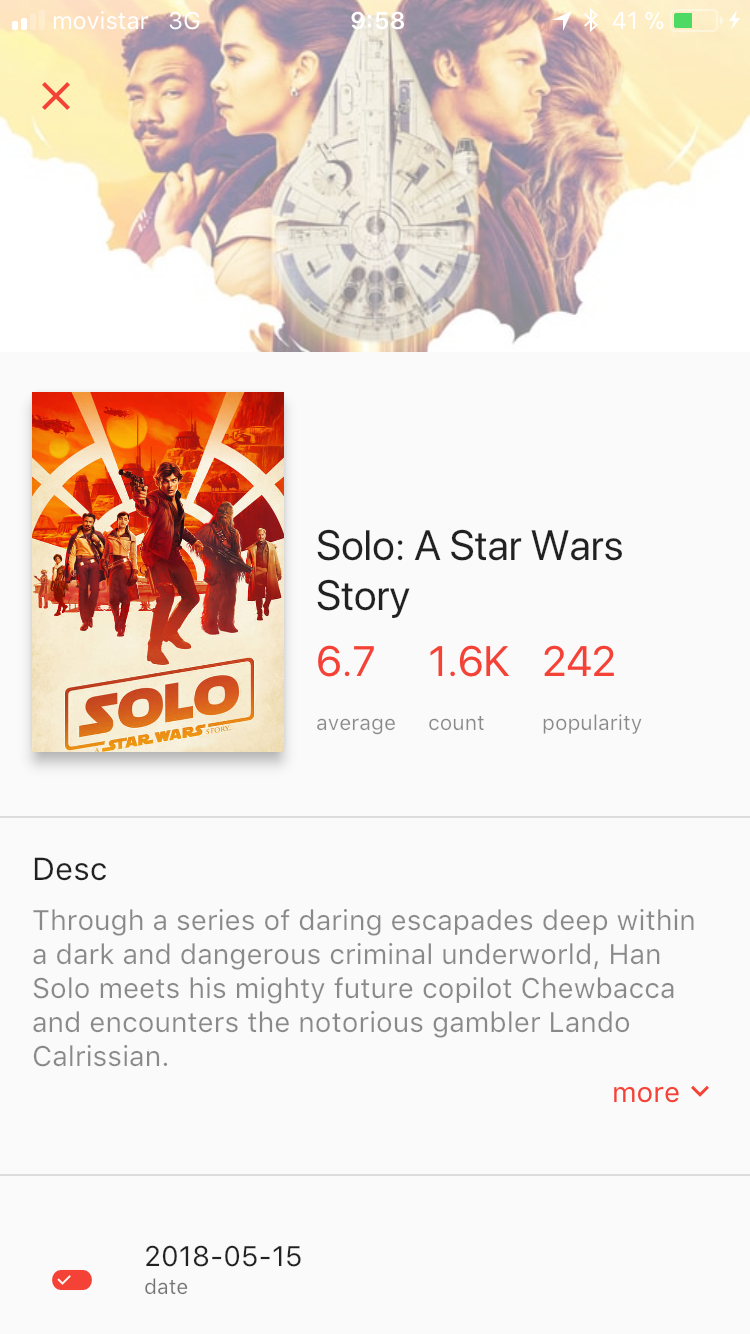 movistar 3G 9:58 41 %
SOLO
A STAR WARS STORY
Solo: A Star Wars
Story
6.7 1.6K 242
average count popularity
Desc
Through a series of daring escapades deep within
a dark and dangerous criminal underworld, Han
Solo meets his mighty future copilot Chewbacca
and encounters the notorious gambler Lando
Calrissian.
more
2018-05-15
date